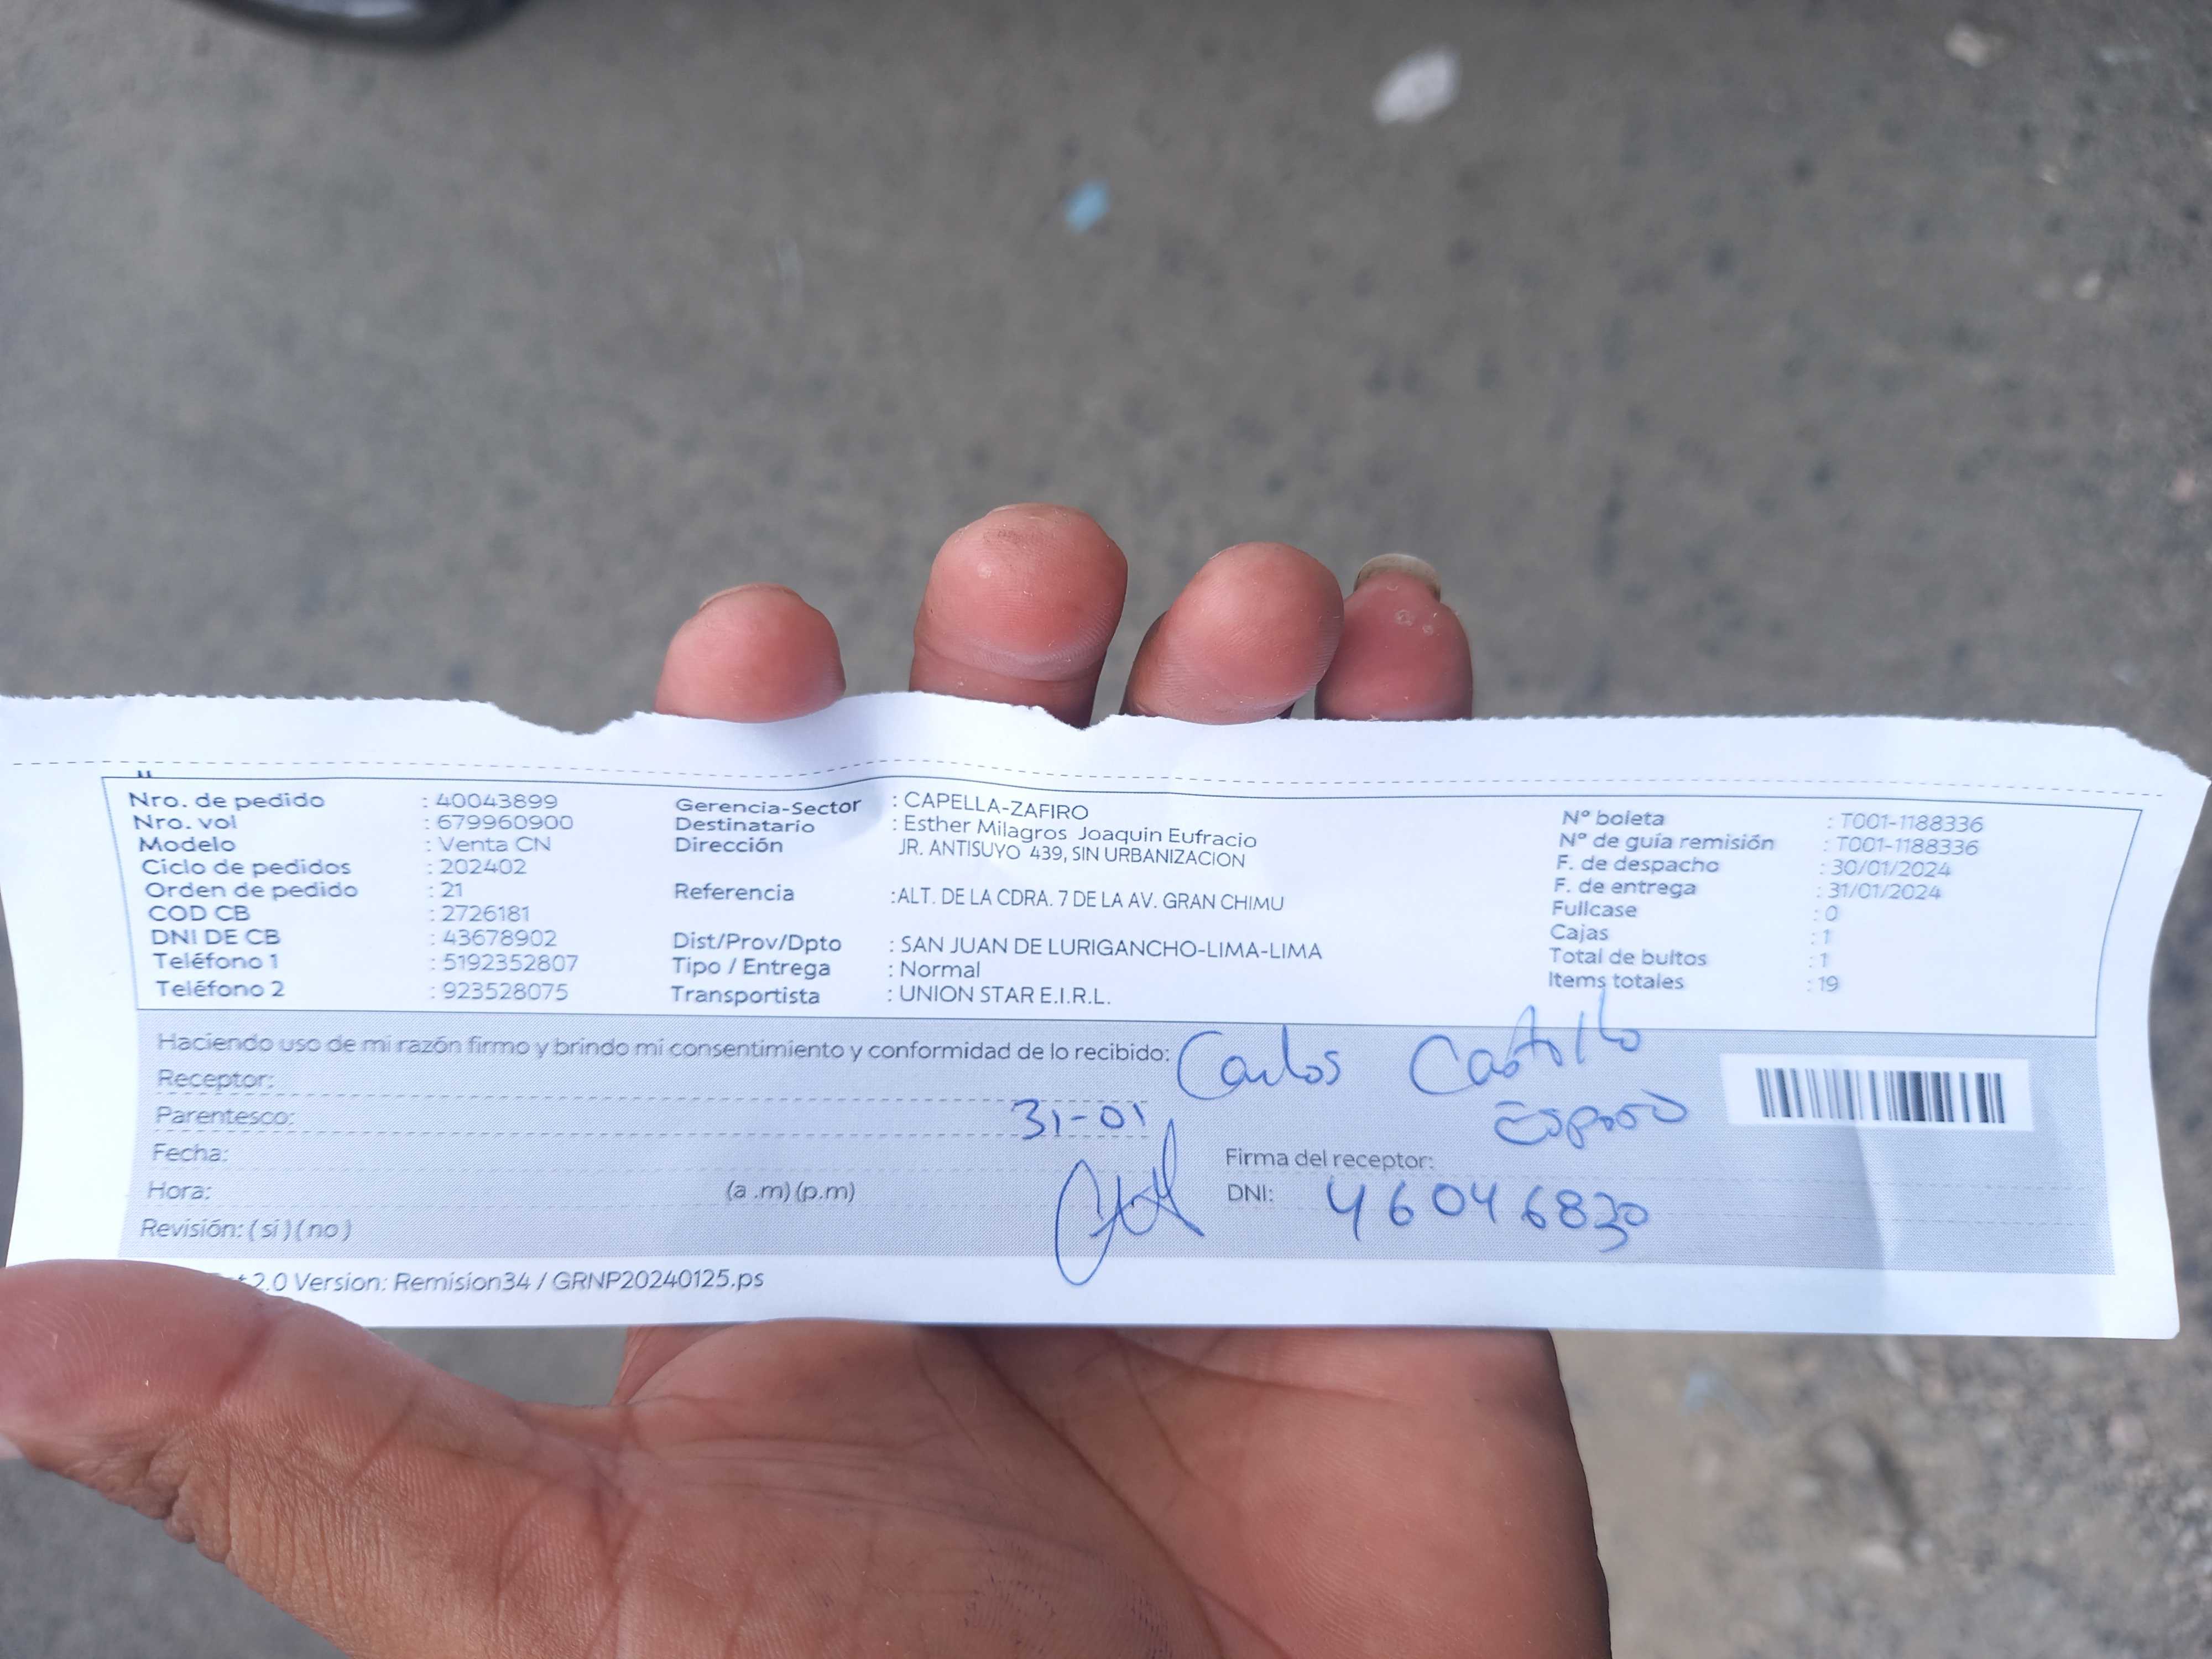 Nro. de pedido : 40043899
Nro. vol : 679960900
Modelo : Venta CN
Ciclo de pedidos : 202402
Orden de pedido : 21
COD CB : 2726181
DNI DE CB : 43678902
Teléfono 1 : 5192352807
Teléfono 2 : 923528075
Gerencia-Sector : CAPELLA-ZAFIRO
Destinatario : Esther Milagros Joaquin Eufracio
Dirección JR. ANTISUYO 439, SIN URBANIZACION
Referencia :ALT. DE LA CDRA. 7 DE LA AV. GRAN CHIMU
Dist/Prov/Dpto : SAN JUAN DE LURIGANCHO-LIMA-LIMA
Tipo / Entrega : Normal
Transportista : UNION STAR E.I.R.L.
Nº boleta : T001-1188336
Nº de guía remisión : T001-1188336
F. de despacho : 30/01/2024
F. de entrega : 31/01/2024
Fullcase : 0
Cajas : 1
Total de bultos : 1
Items totales : 19
Haciendo uso de mi razón firmo y brindo mi consentimiento y conformidad de lo recibido:
Receptor: Carlos Castillo
Parentesco: Esposo
Fecha: 31-01
Hora: (a .m) (p.m)
Revisión: ( si ) ( no )
Firma del receptor:
DNI: 46046830
2.0 Version: Remision34 / GRNP20240125.ps